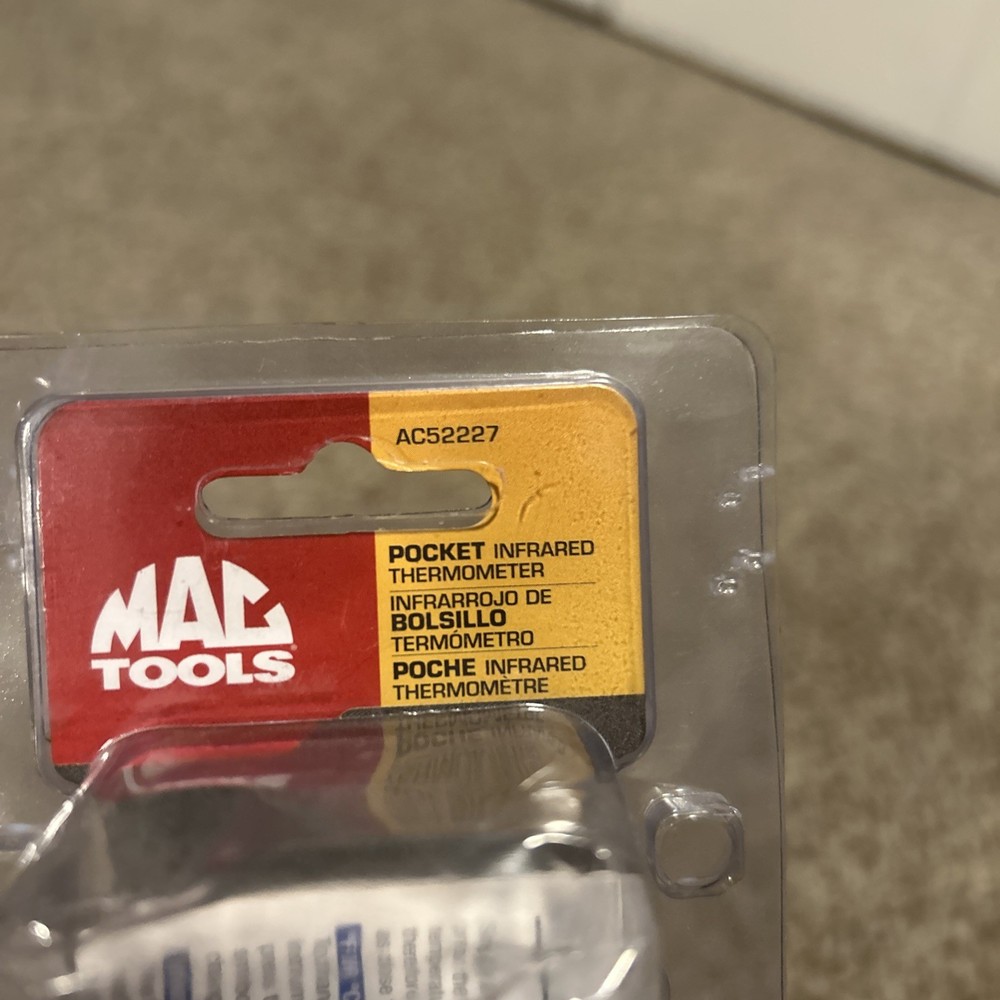 AC52227
MAC
TOOLS
POCKET INFRARED
THERMOMETER
INFRARROJO DE
BOLSILLO
TERMÓMETRO
POCHE INFRARED
THERMOMÈTRE